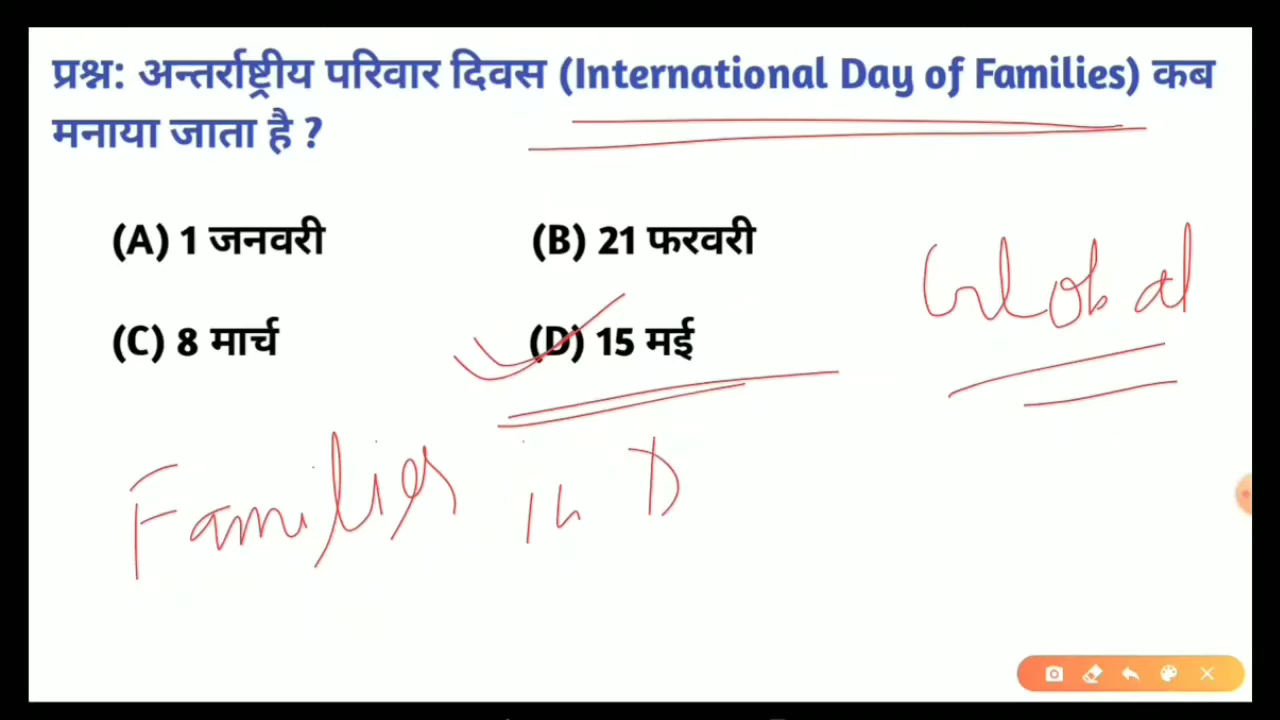 प्रश्न: अन्तर्राष्ट्रीय परिवार दिवस (International Day of Families) कब
मनाया जाता है ?
(A) 1 जनवरी (B) 21 फरवरी
(C) 8 मार्च (D) 15 मई
Global
Families in D